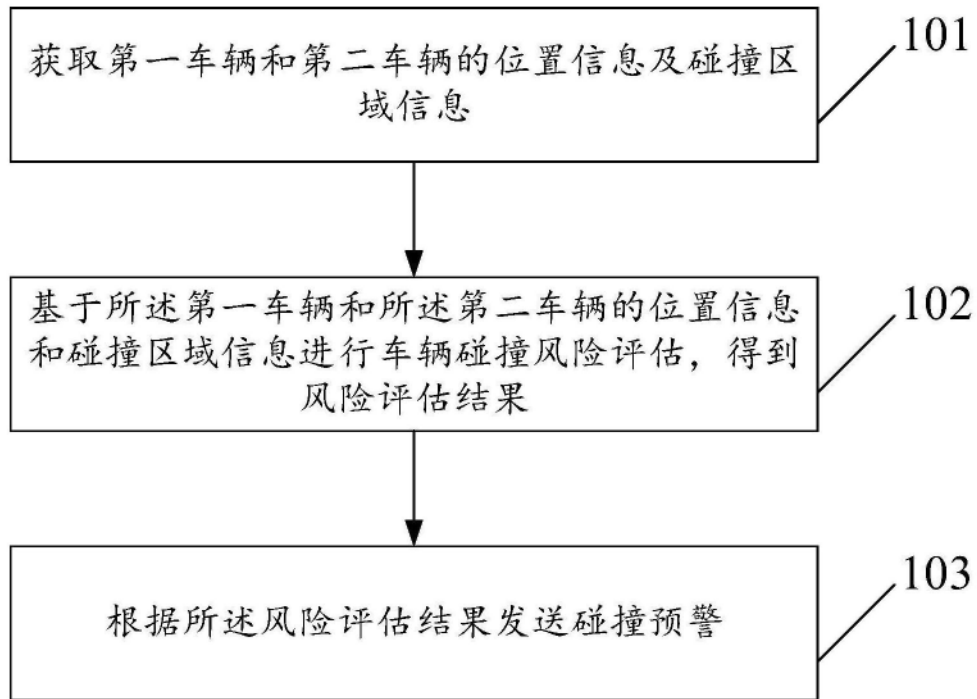 获取第一车辆和第二车辆的位置信息及碰撞区
域信息
101
基于所述第一车辆和所述第二车辆的位置信息
和碰撞区域信息进行车辆碰撞风险评估，得到
风险评估结果
102
根据所述风险评估结果发送碰撞预警
103